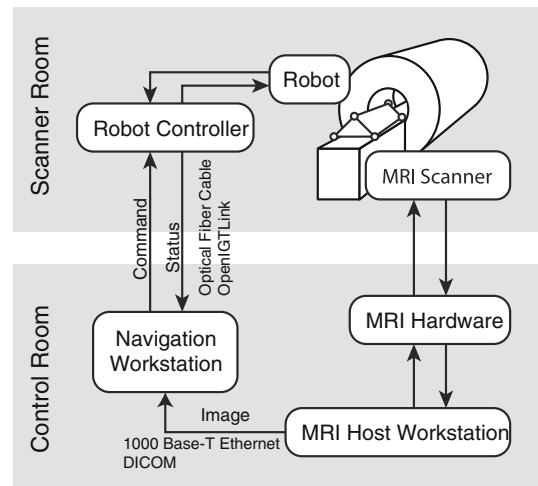 Scanner Room
Robot
Robot Controller
MRI Scanner
Command
Status
Optical Fiber Cable
OpenIGTLink
Control Room
Navigation
Workstation
MRI Hardware
Image
1000 Base-T Ethernet
DICOM
MRI Host Workstation